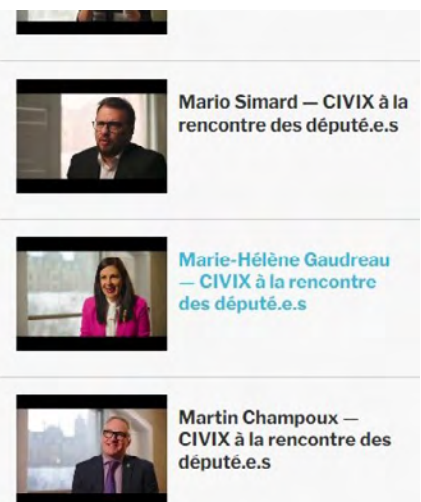 Mario Simard — CIVIX à la
rencontre des député.e.s
Marie-Hélène Gaudreau
— CIVIX à la rencontre
des député.e.s
Martin Champoux —
CIVIX à la rencontre des
député.e.s